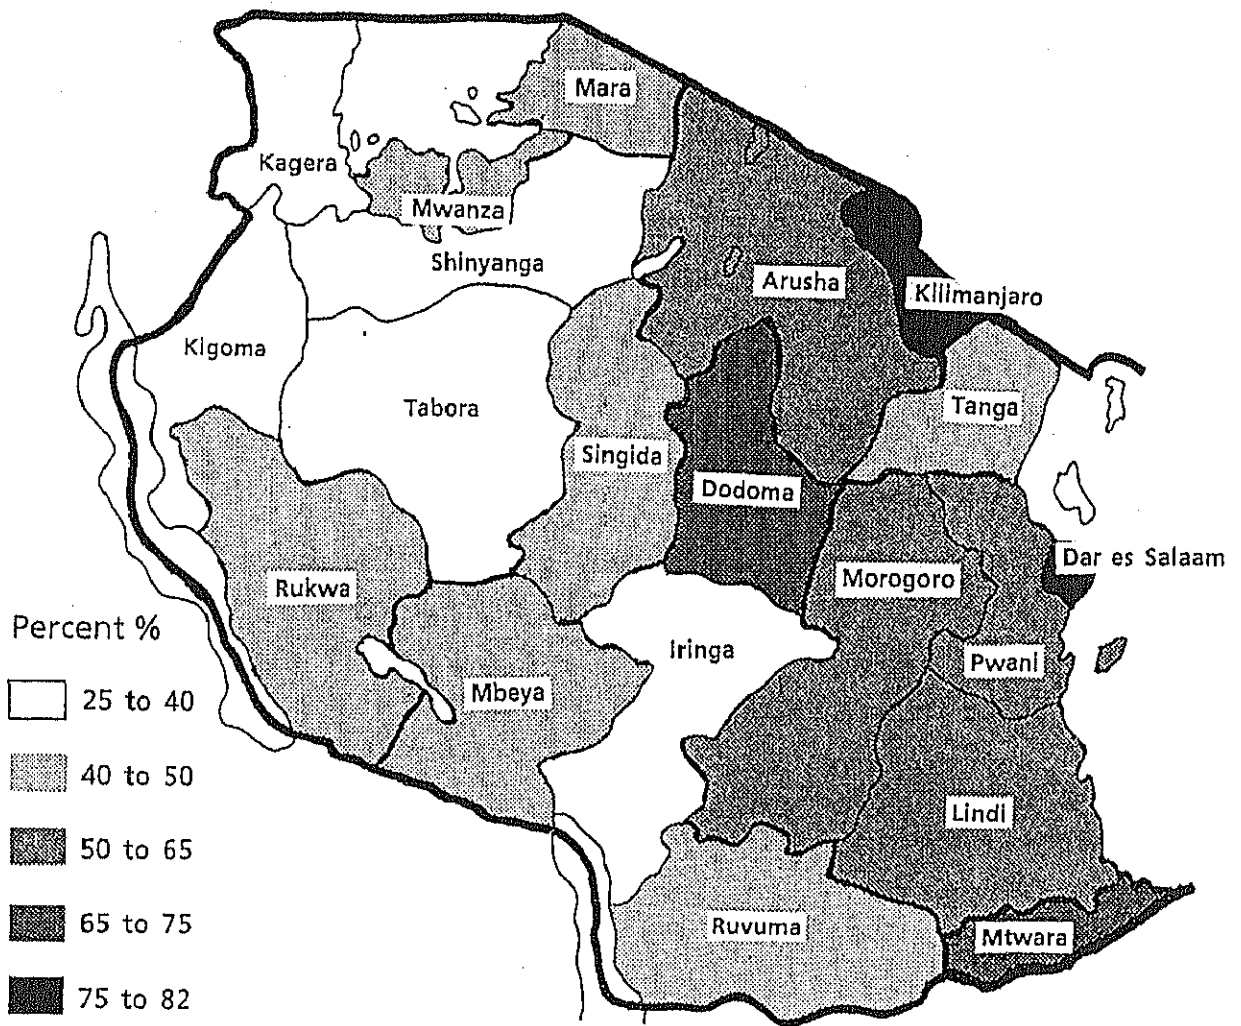 Mara
Kagera
Mwanza
Shinyanga
Arusha
Kilimanjaro
Kigoma
Tabora
Tanga
Singida
Dodoma
Dar es Salaam
Morogoro
Rukwa
Iringa
Pwani
Mbeya
Lindi
Ruvuma
Mtwara
Percent %
25 to 40
40 to 50
50 to 65
65 to 75
75 to 82